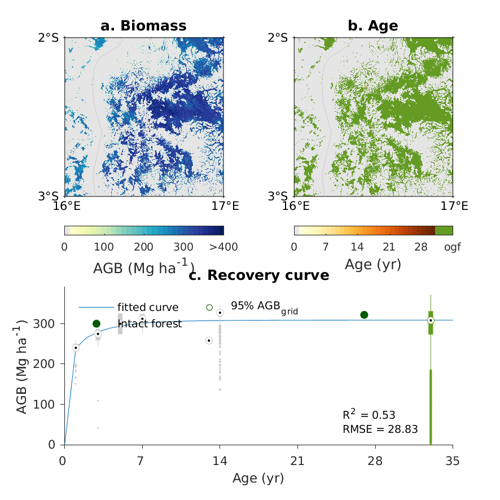 a. Biomass
b. Age
2°S
2°S
3°S
3°S
16°E
17°E
16°E
17°E
0 100 200 300 >400
0 7 14 21 28 ogf
AGB (Mg ha⁻¹)
Age (yr)
c. Recovery curve
fitted curve
95% AGB_grid
Intact forest
AGB (Mg ha⁻¹)
300
200
100
0
R² = 0.53
RMSE = 28.83
0 7 14 21 28 35
Age (yr)